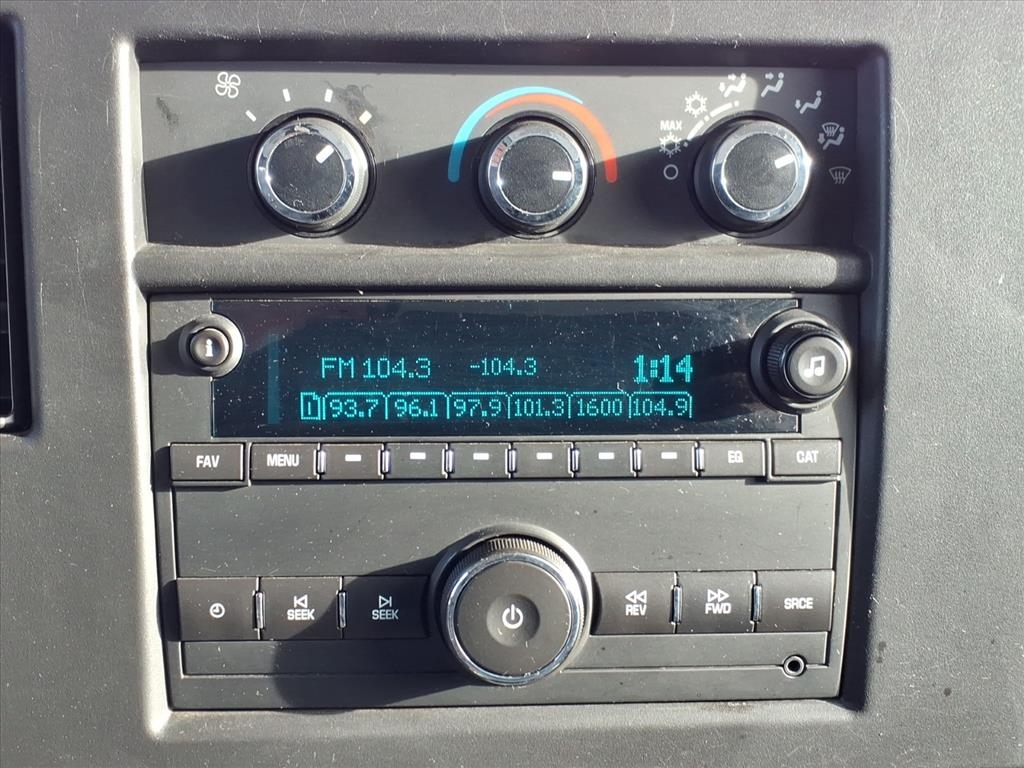 MAX
i
FM 104.3 -104.3 1:14
1 93.7 96.1 97.9 101.3 1600 104.9
FAV MENU EQ CAT
SEEK SEEK REV FWD SRCE